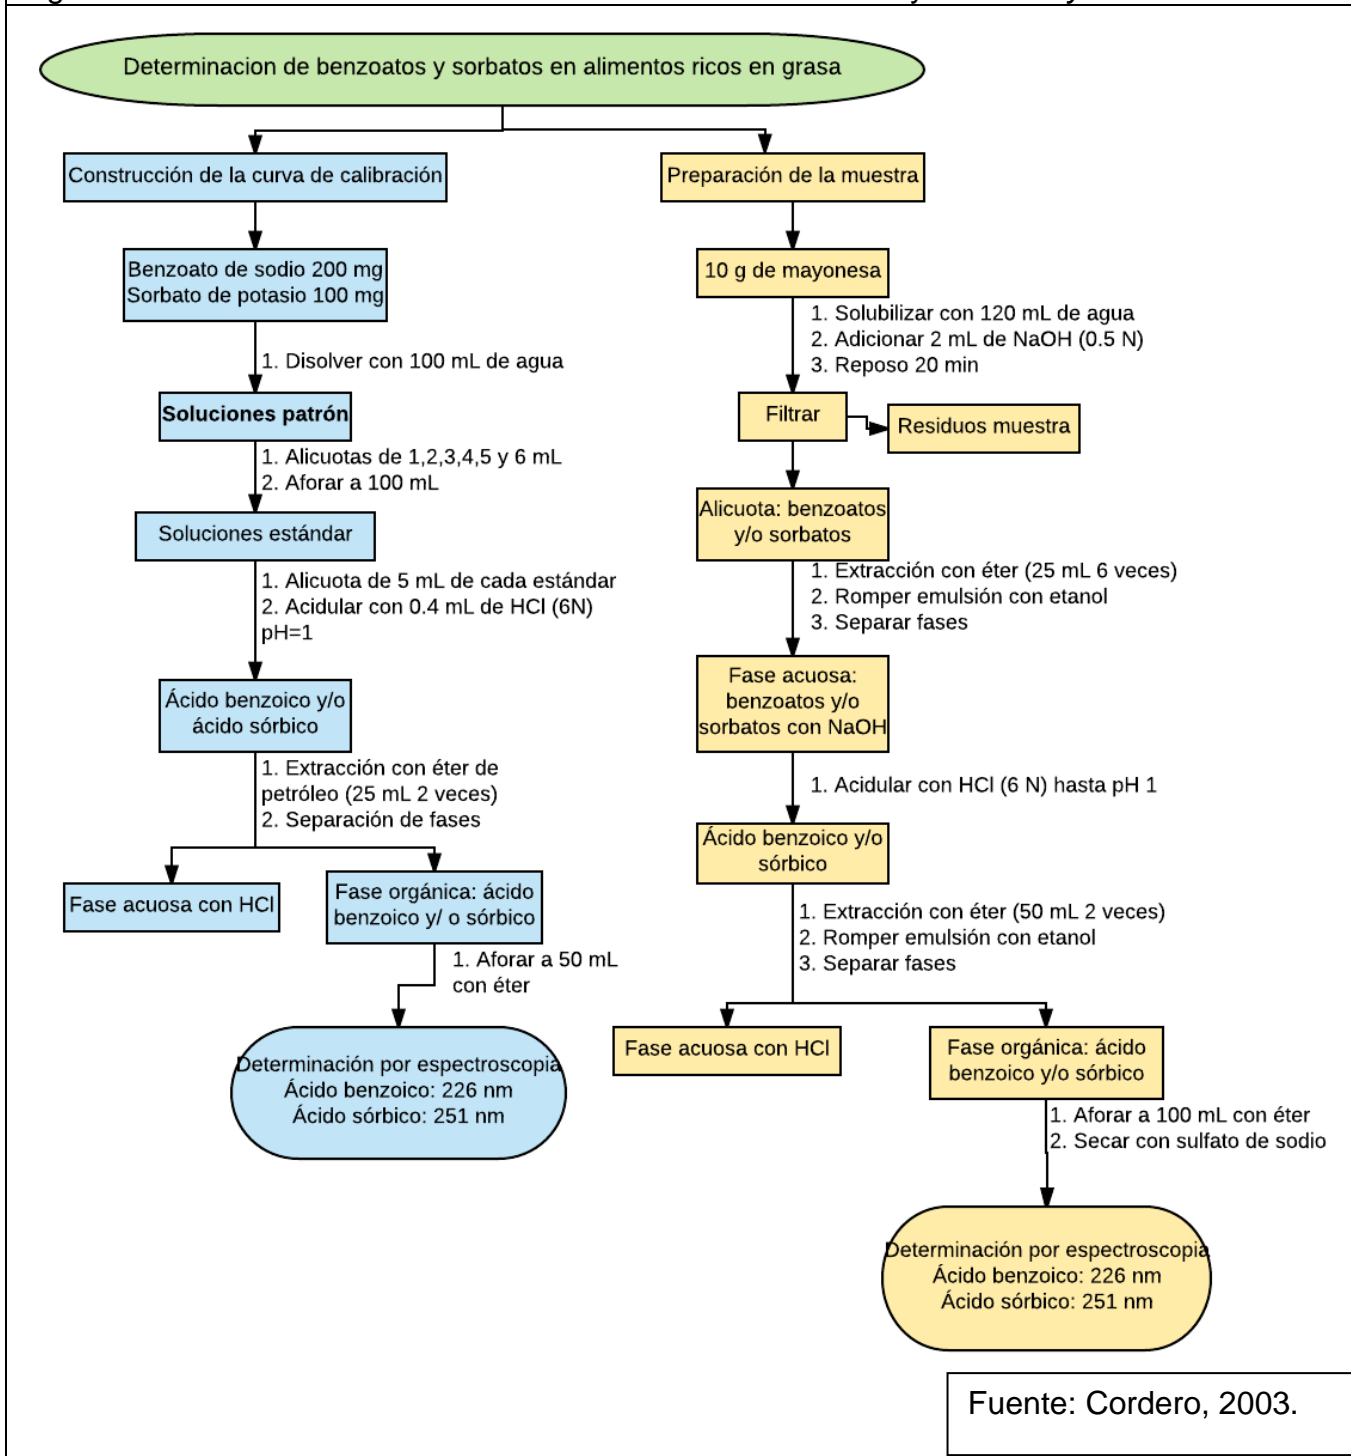 Determinacion de benzoatos y sorbatos en alimentos ricos en grasa
Construcción de la curva de calibración
Benzoato de sodio 200 mg
Sorbato de potasio 100 mg
1. Disolver con 100 mL de agua
Soluciones patrón
1. Alicuotas de 1,2,3,4,5 y 6 mL
2. Aforar a 100 mL
Soluciones estándar
1. Alicuota de 5 mL de cada estándar
2. Acidular con 0.4 mL de HCl (6N)
pH=1
Ácido benzoico y/o
ácido sórbico
1. Extracción con éter de
petróleo (25 mL 2 veces)
2. Separación de fases
Fase acuosa con HCl
Fase orgánica: ácido
benzoico y/ o sórbico
1. Aforar a 50 mL
con éter
Determinación por espectroscopia
Ácido benzoico: 226 nm
Ácido sórbico: 251 nm
Preparación de la muestra
10 g de mayonesa
1. Solubilizar con 120 mL de agua
2. Adicionar 2 mL de NaOH (0.5 N)
3. Reposo 20 min
Filtrar
Residuos muestra
Alicuota: benzoatos
y/o sorbatos
1. Extracción con éter (25 mL 6 veces)
2. Romper emulsión con etanol
3. Separar fases
Fase acuosa:
benzoatos y/o
sorbatos con NaOH
1. Acidular con HCl (6 N) hasta pH 1
Ácido benzoico y/o
sórbico
1. Extracción con éter (50 mL 2 veces)
2. Romper emulsión con etanol
3. Separar fases
Fase acuosa con HCl
Fase orgánica: ácido
benzoico y/o sórbico
1. Aforar a 100 mL con éter
2. Secar con sulfato de sodio
Determinación por espectroscopia
Ácido benzoico: 226 nm
Ácido sórbico: 251 nm
Fuente: Cordero, 2003.